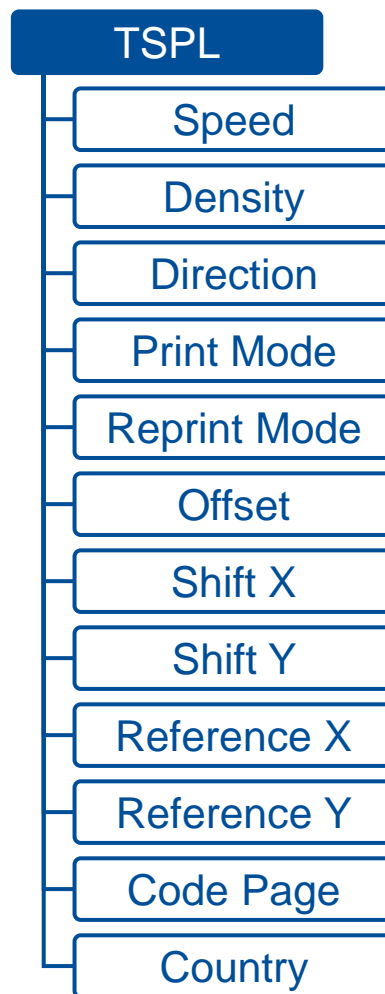 TSPL
Speed
Density
Direction
Print Mode
Reprint Mode
Offset
Shift X
Shift Y
Reference X
Reference Y
Code Page
Country